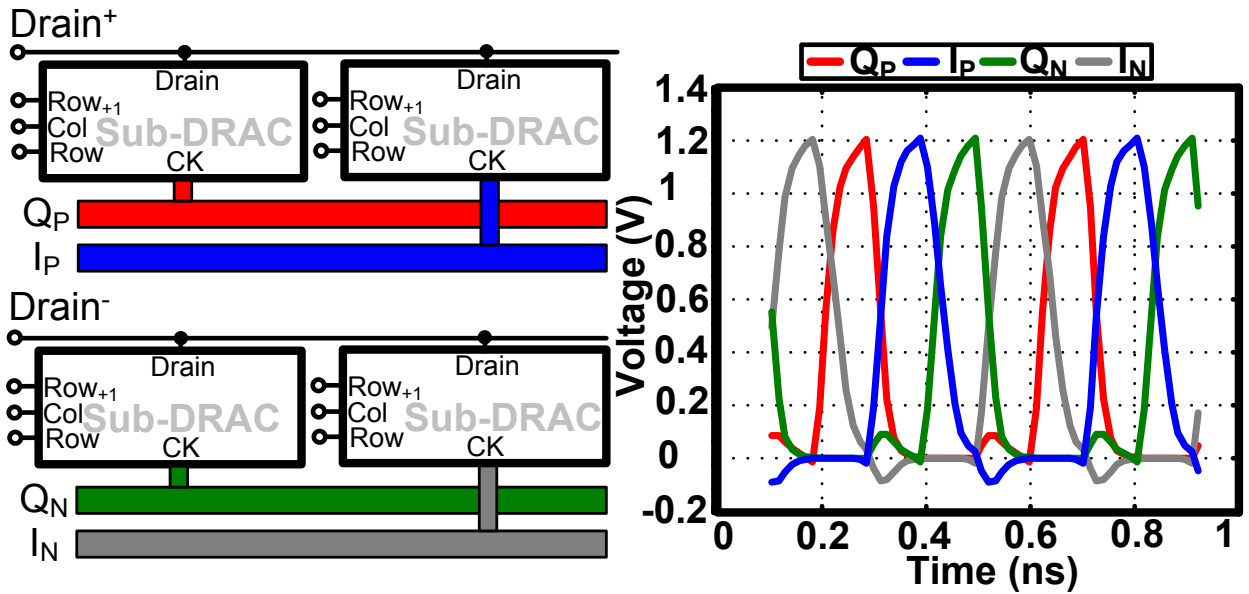 Drain+
Drain
Row+1
Col
Row
Sub-DRAC
CK
Drain
Row+1
Col
Row
Sub-DRAC
CK
QP
IP
Drain-
Drain
Row+1
Col
Row
Sub-DRAC
CK
Drain
Row+1
Col
Row
Sub-DRAC
CK
QN
IN
QP IP QN IN
Voltage (V)
1.4
1.2
1
0.8
0.6
0.4
0.2
0
-0.2
0 0.2 0.4 0.6 0.8 1
Time (ns)